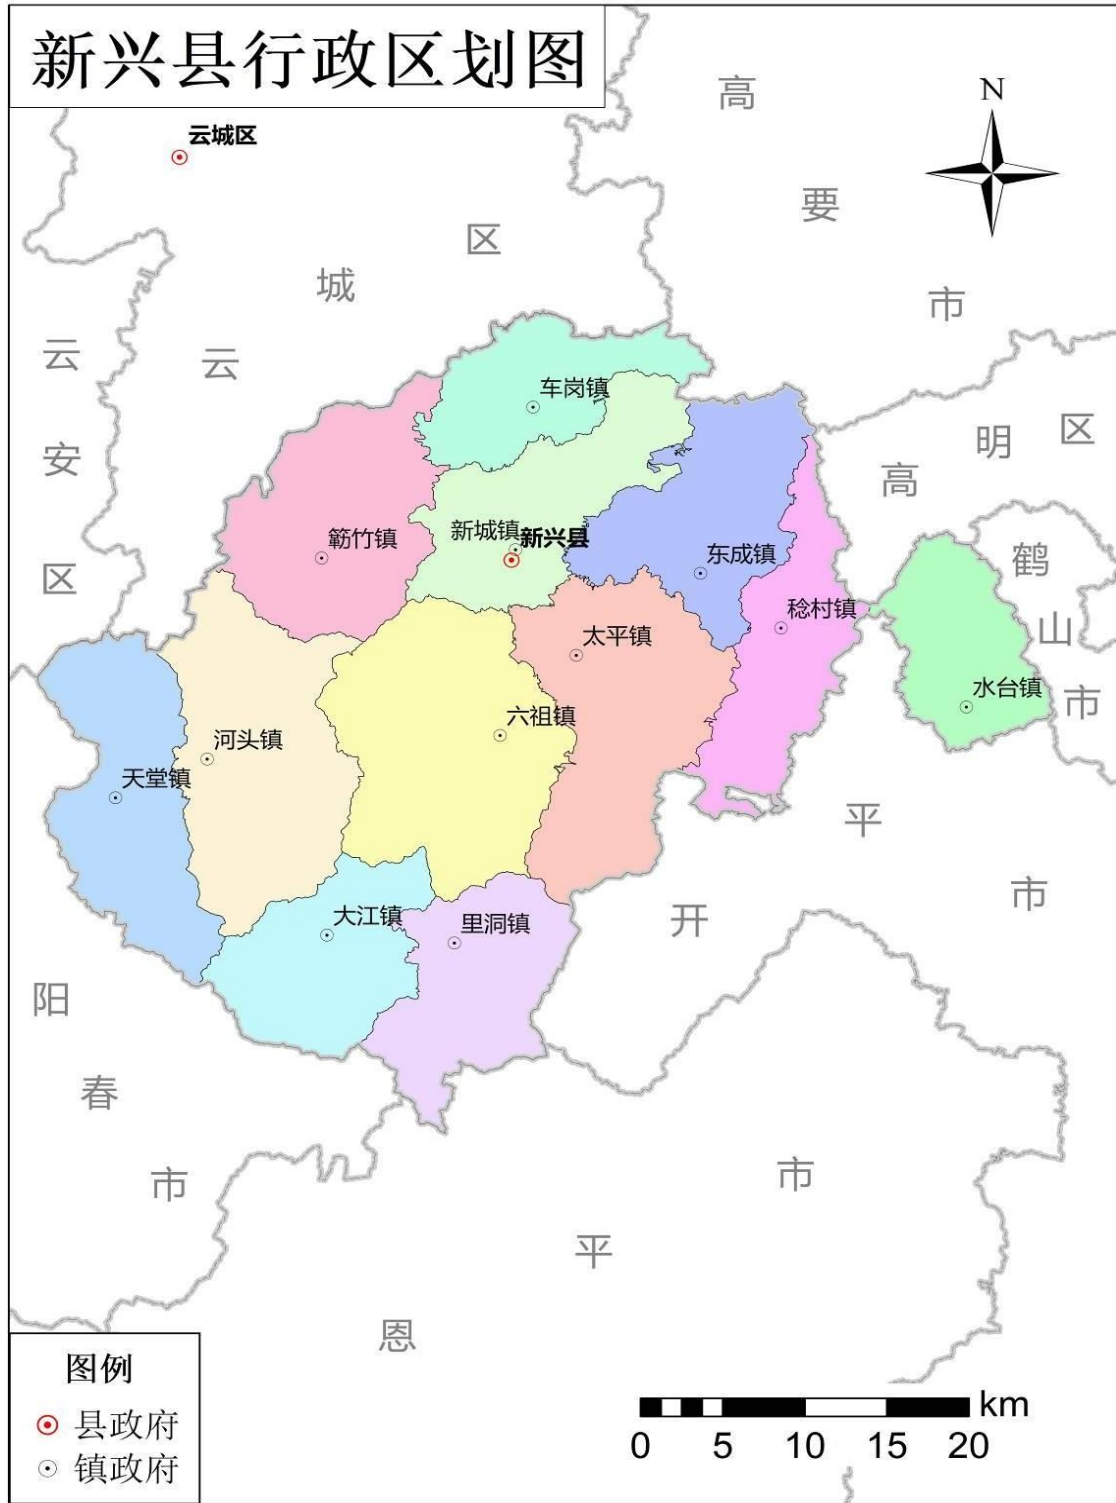 新兴县行政区划图
N
云城区
高要市
云城区
云安区
高明区
鹤山市
车岗镇
簕竹镇
新城镇
新兴县
东成镇
稔村镇
太平镇
水台镇
六祖镇
河头镇
天堂镇
大江镇
里洞镇
开平市
阳春市
恩平市
图例
县政府
镇政府
km
0 5 10 15 20